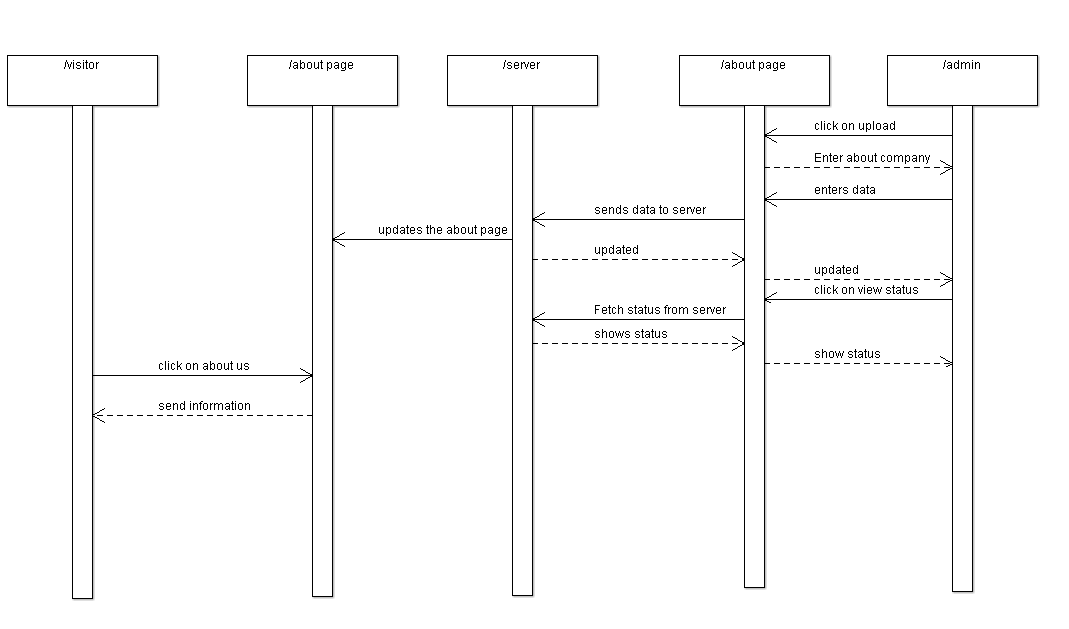 /visitor
/about page
/server
/about page
/admin
click on upload
Enter about company
enters data
sends data to server
updates the about page
updated
updated
click on view status
Fetch status from server
shows status
show status
click on about us
send information